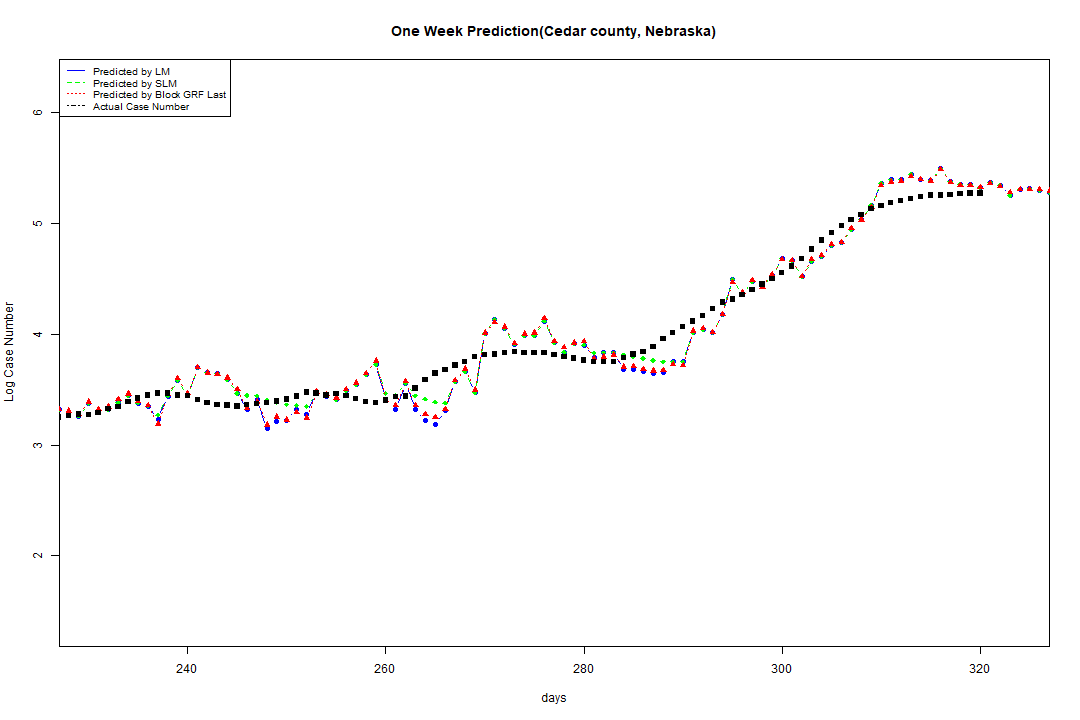 One Week Prediction(Cedar county, Nebraska)
Predicted by LM
Predicted by SLM
Predicted by Block GRF Last
Actual Case Number
6
5
4
3
2
Log Case Number
240 260 280 300 320
days